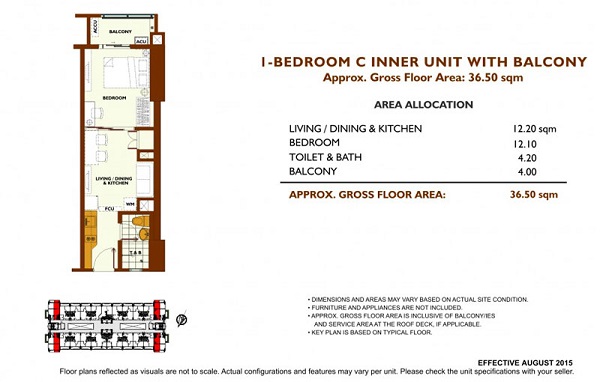 1-BEDROOM C INNER UNIT WITH BALCONY
Approx. Gross Floor Area: 36.50 sqm
AREA ALLOCATION
LIVING / DINING & KITCHEN 12.20 sqm
BEDROOM 12.10
TOILET & BATH 4.20
BALCONY 4.00
APPROX. GROSS FLOOR AREA: 36.50 sqm
ACCU
BALCONY
ACU
BEDROOM
LIVING / DINING
& KITCHEN
FCU
WM
T & B
• DIMENSIONS AND AREAS MAY VARY BASED ON ACTUAL SITE CONDITION.
• FURNITURE AND APPLIANCES ARE NOT INCLUDED.
• APPROX. GROSS FLOOR AREA IS INCLUSIVE OF BALCONY/IES
AND SERVICE AREA AT THE ROOF DECK, IF APPLICABLE.
• KEY PLAN IS BASED ON TYPICAL FLOOR.
EFFECTIVE AUGUST 2015
Floor plans reflected as visuals are not to scale. Actual configurations and features may vary per unit. Please check the unit specifications with your seller.